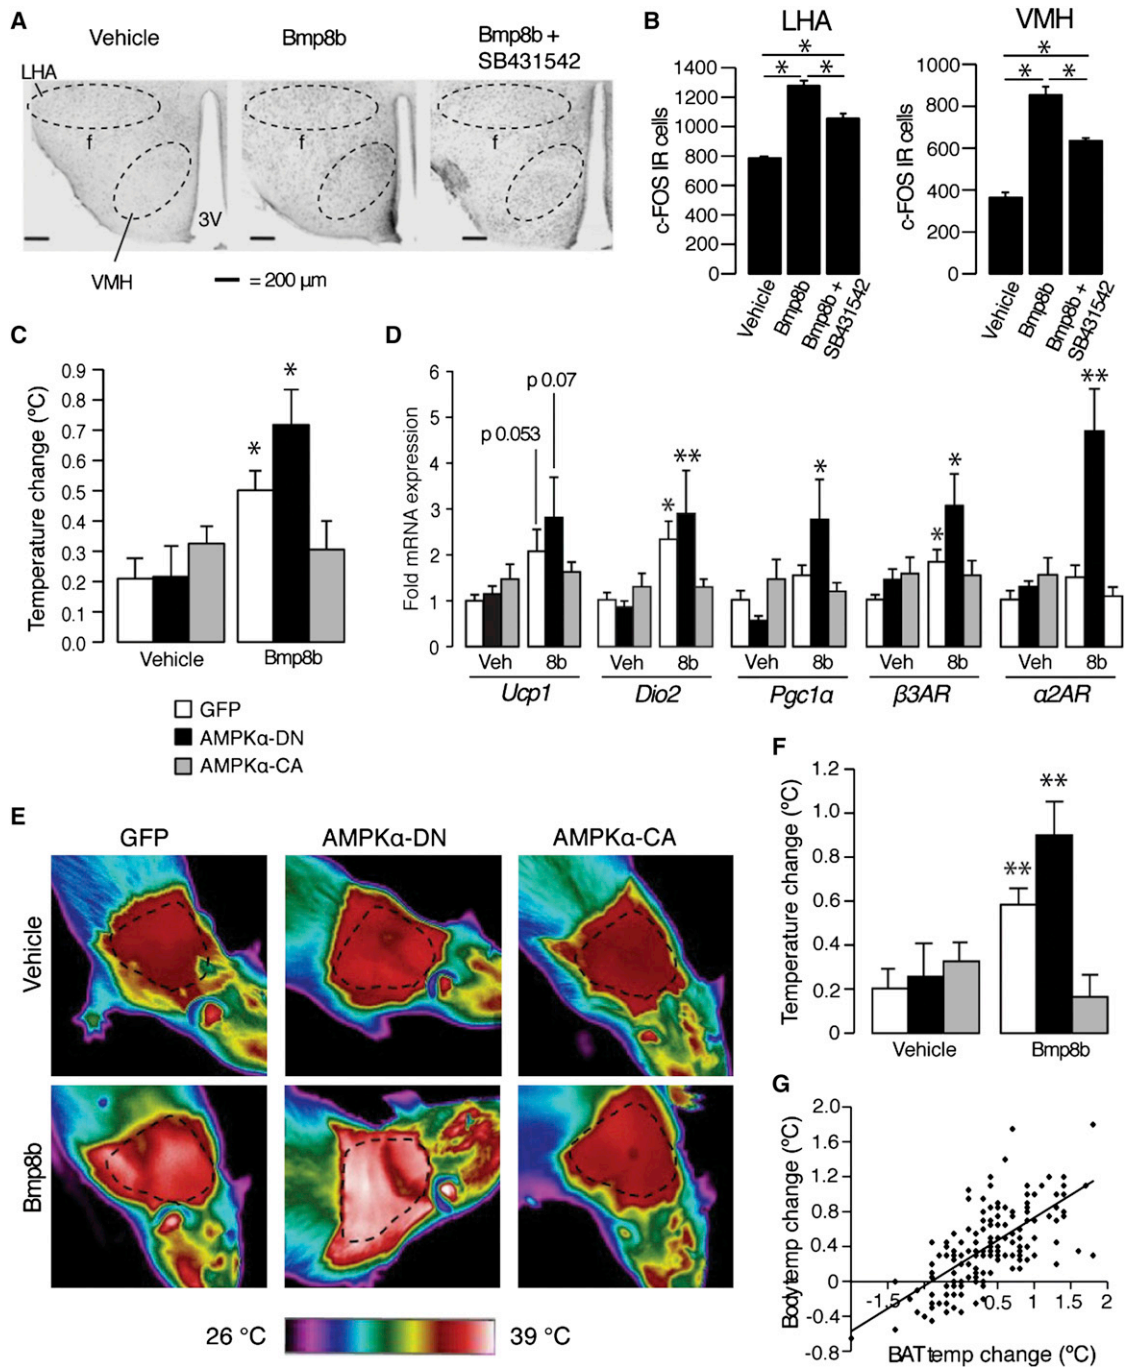 A
Vehicle
Bmp8b
Bmp8b +
SB431542
LHA
f
f
f
3V
VMH
= 200 µm
B
LHA
VMH
*
* *
*
* *
c-FOS IR cells
1400
1200
1000
800
600
400
200
0
Vehicle
Bmp8b
Bmp8b +
SB431542
c-FOS IR cells
1000
800
600
400
200
0
Vehicle
Bmp8b
Bmp8b +
SB431542
C
Temperature change (ºC)
0.9
0.8
0.7
0.6
0.5
0.4
0.3
0.2
0.1
0.0
*
*
Vehicle
Bmp8b
GFP
AMPKα-DN
AMPKα-CA
D
Fold mRNA expression
6
5
4
3
2
1
0
p 0.053
p 0.07
*
**
*
*
*
**
Veh 8b
Veh 8b
Veh 8b
Veh 8b
Veh 8b
Ucp1
Dio2
Pgc1α
β3AR
α2AR
E
GFP
AMPKα-DN
AMPKα-CA
Vehicle
Bmp8b
26 °C
39 °C
F
Temperature change (ºC)
1.2
1.0
0.8
0.6
0.4
0.2
0
**
**
Vehicle
Bmp8b
G
Body temp change (ºC)
2.0
1.6
1.2
0.8
0.4
0
-0.4
-0.8
-1.5
0.5
1
1.5
2
BAT temp change (ºC)